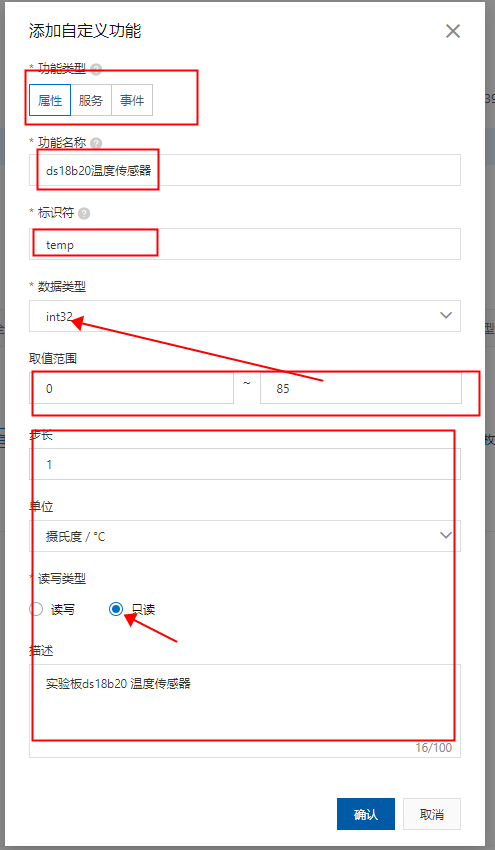 添加自定义功能
* 功能类型 ?
属性 服务 事件
* 功能名称 ?
ds18b20温度传感器
* 标识符 ?
temp
* 数据类型
int32
取值范围
0 ~ 85
步长
1
单位
摄氏度 / °C
* 读写类型
读写 只读
描述
实验板ds18b20 温度传感器
16/100
确认 取消